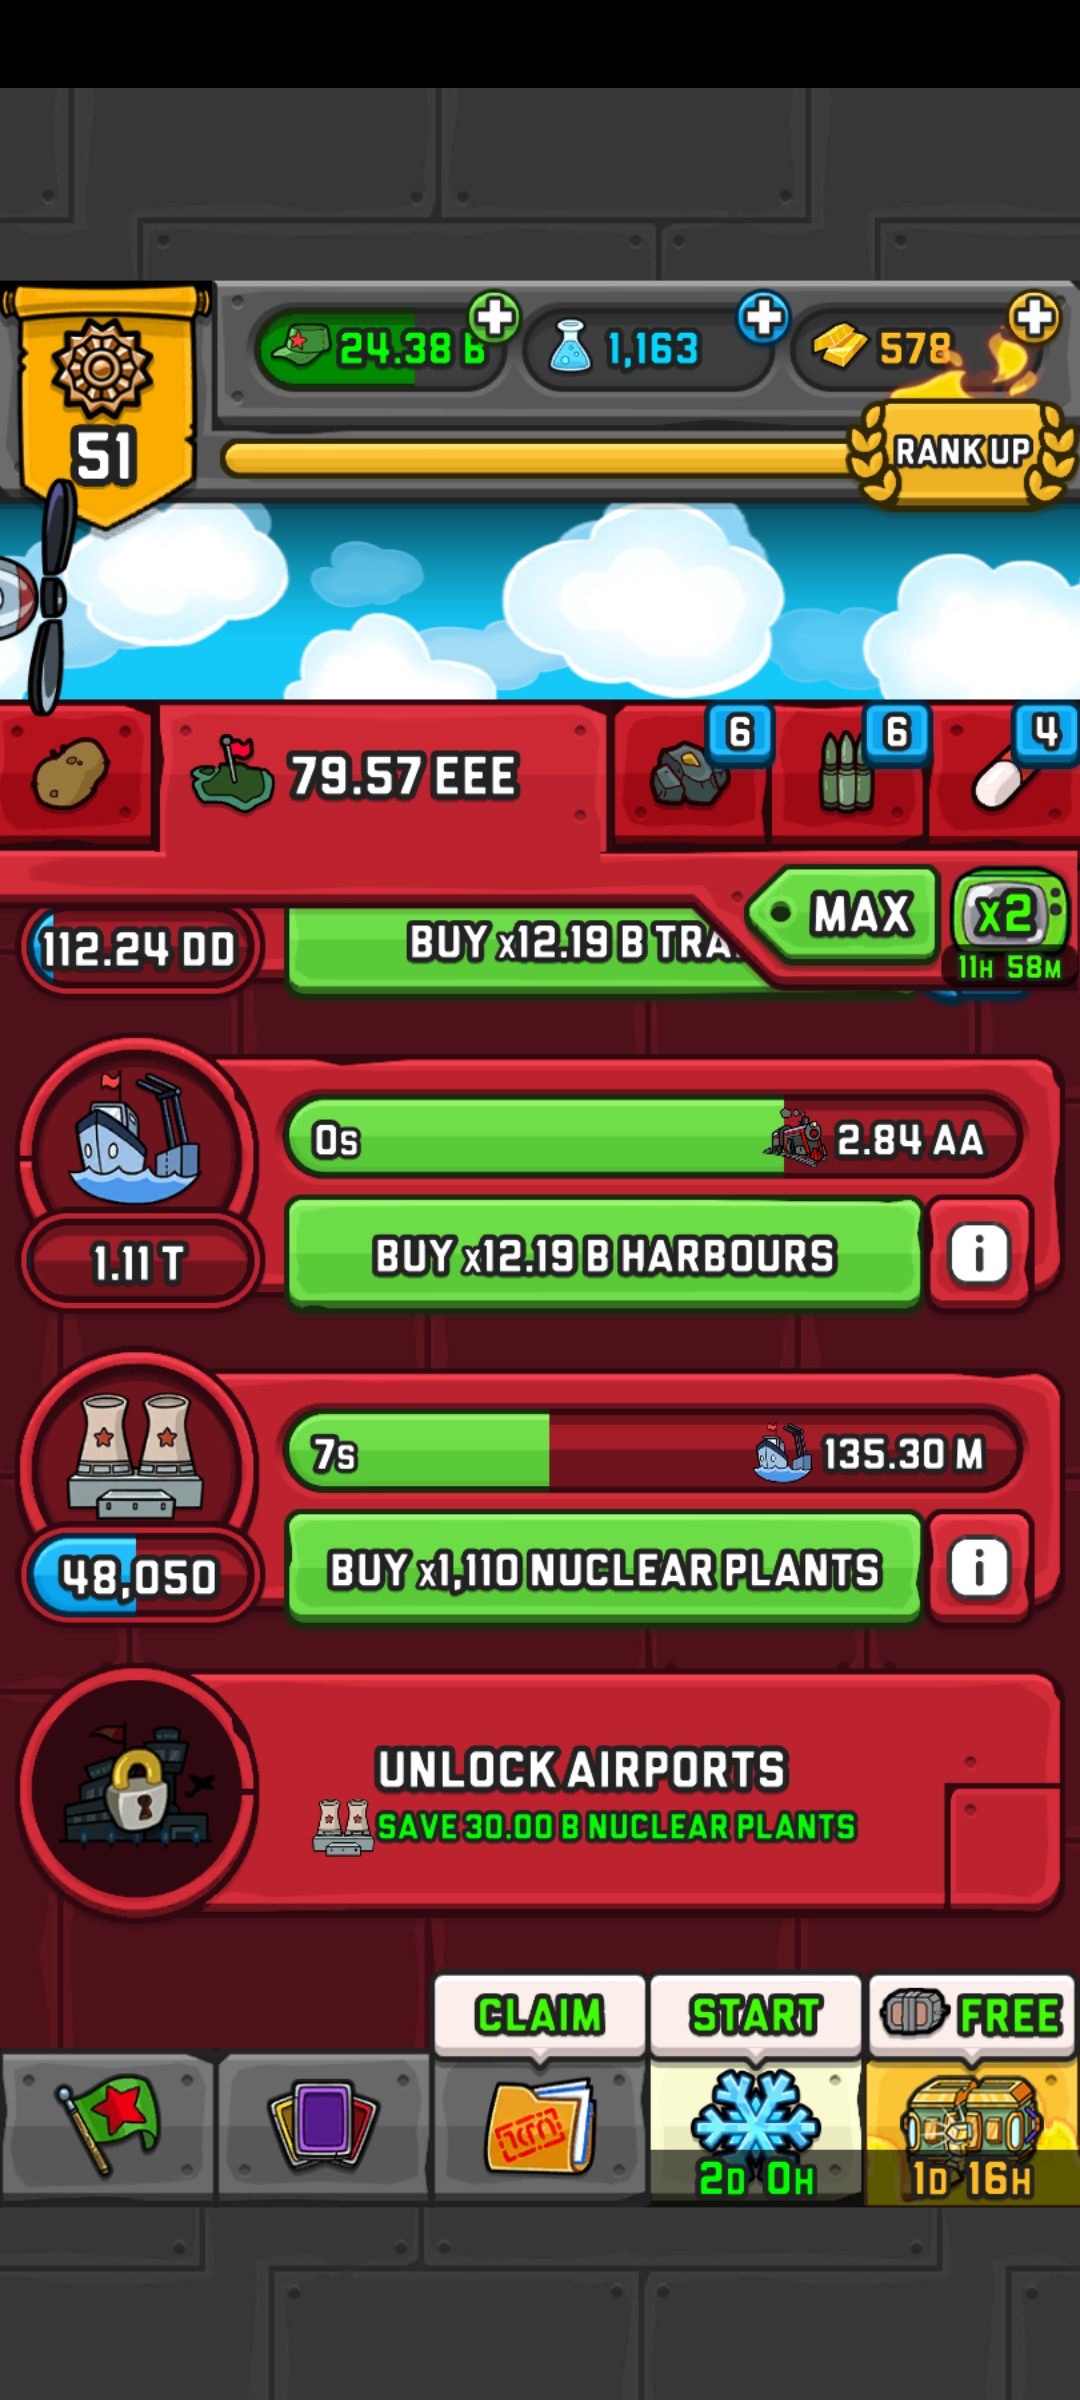 24.38 B
1,163
578
51
RANK UP
79.57 EEE
6
6
4
MAX
x2
11H 58M
112.24 DD
BUY x12.19 B TRA
0s
2.84 AA
1.11 T
BUY x12.19 B HARBOURS
i
7s
135.30 M
48,050
BUY x1,110 NUCLEAR PLANTS
i
UNLOCK AIRPORTS
SAVE 30.00 B NUCLEAR PLANTS
CLAIM
START
FREE
2D 0H
1D 16H